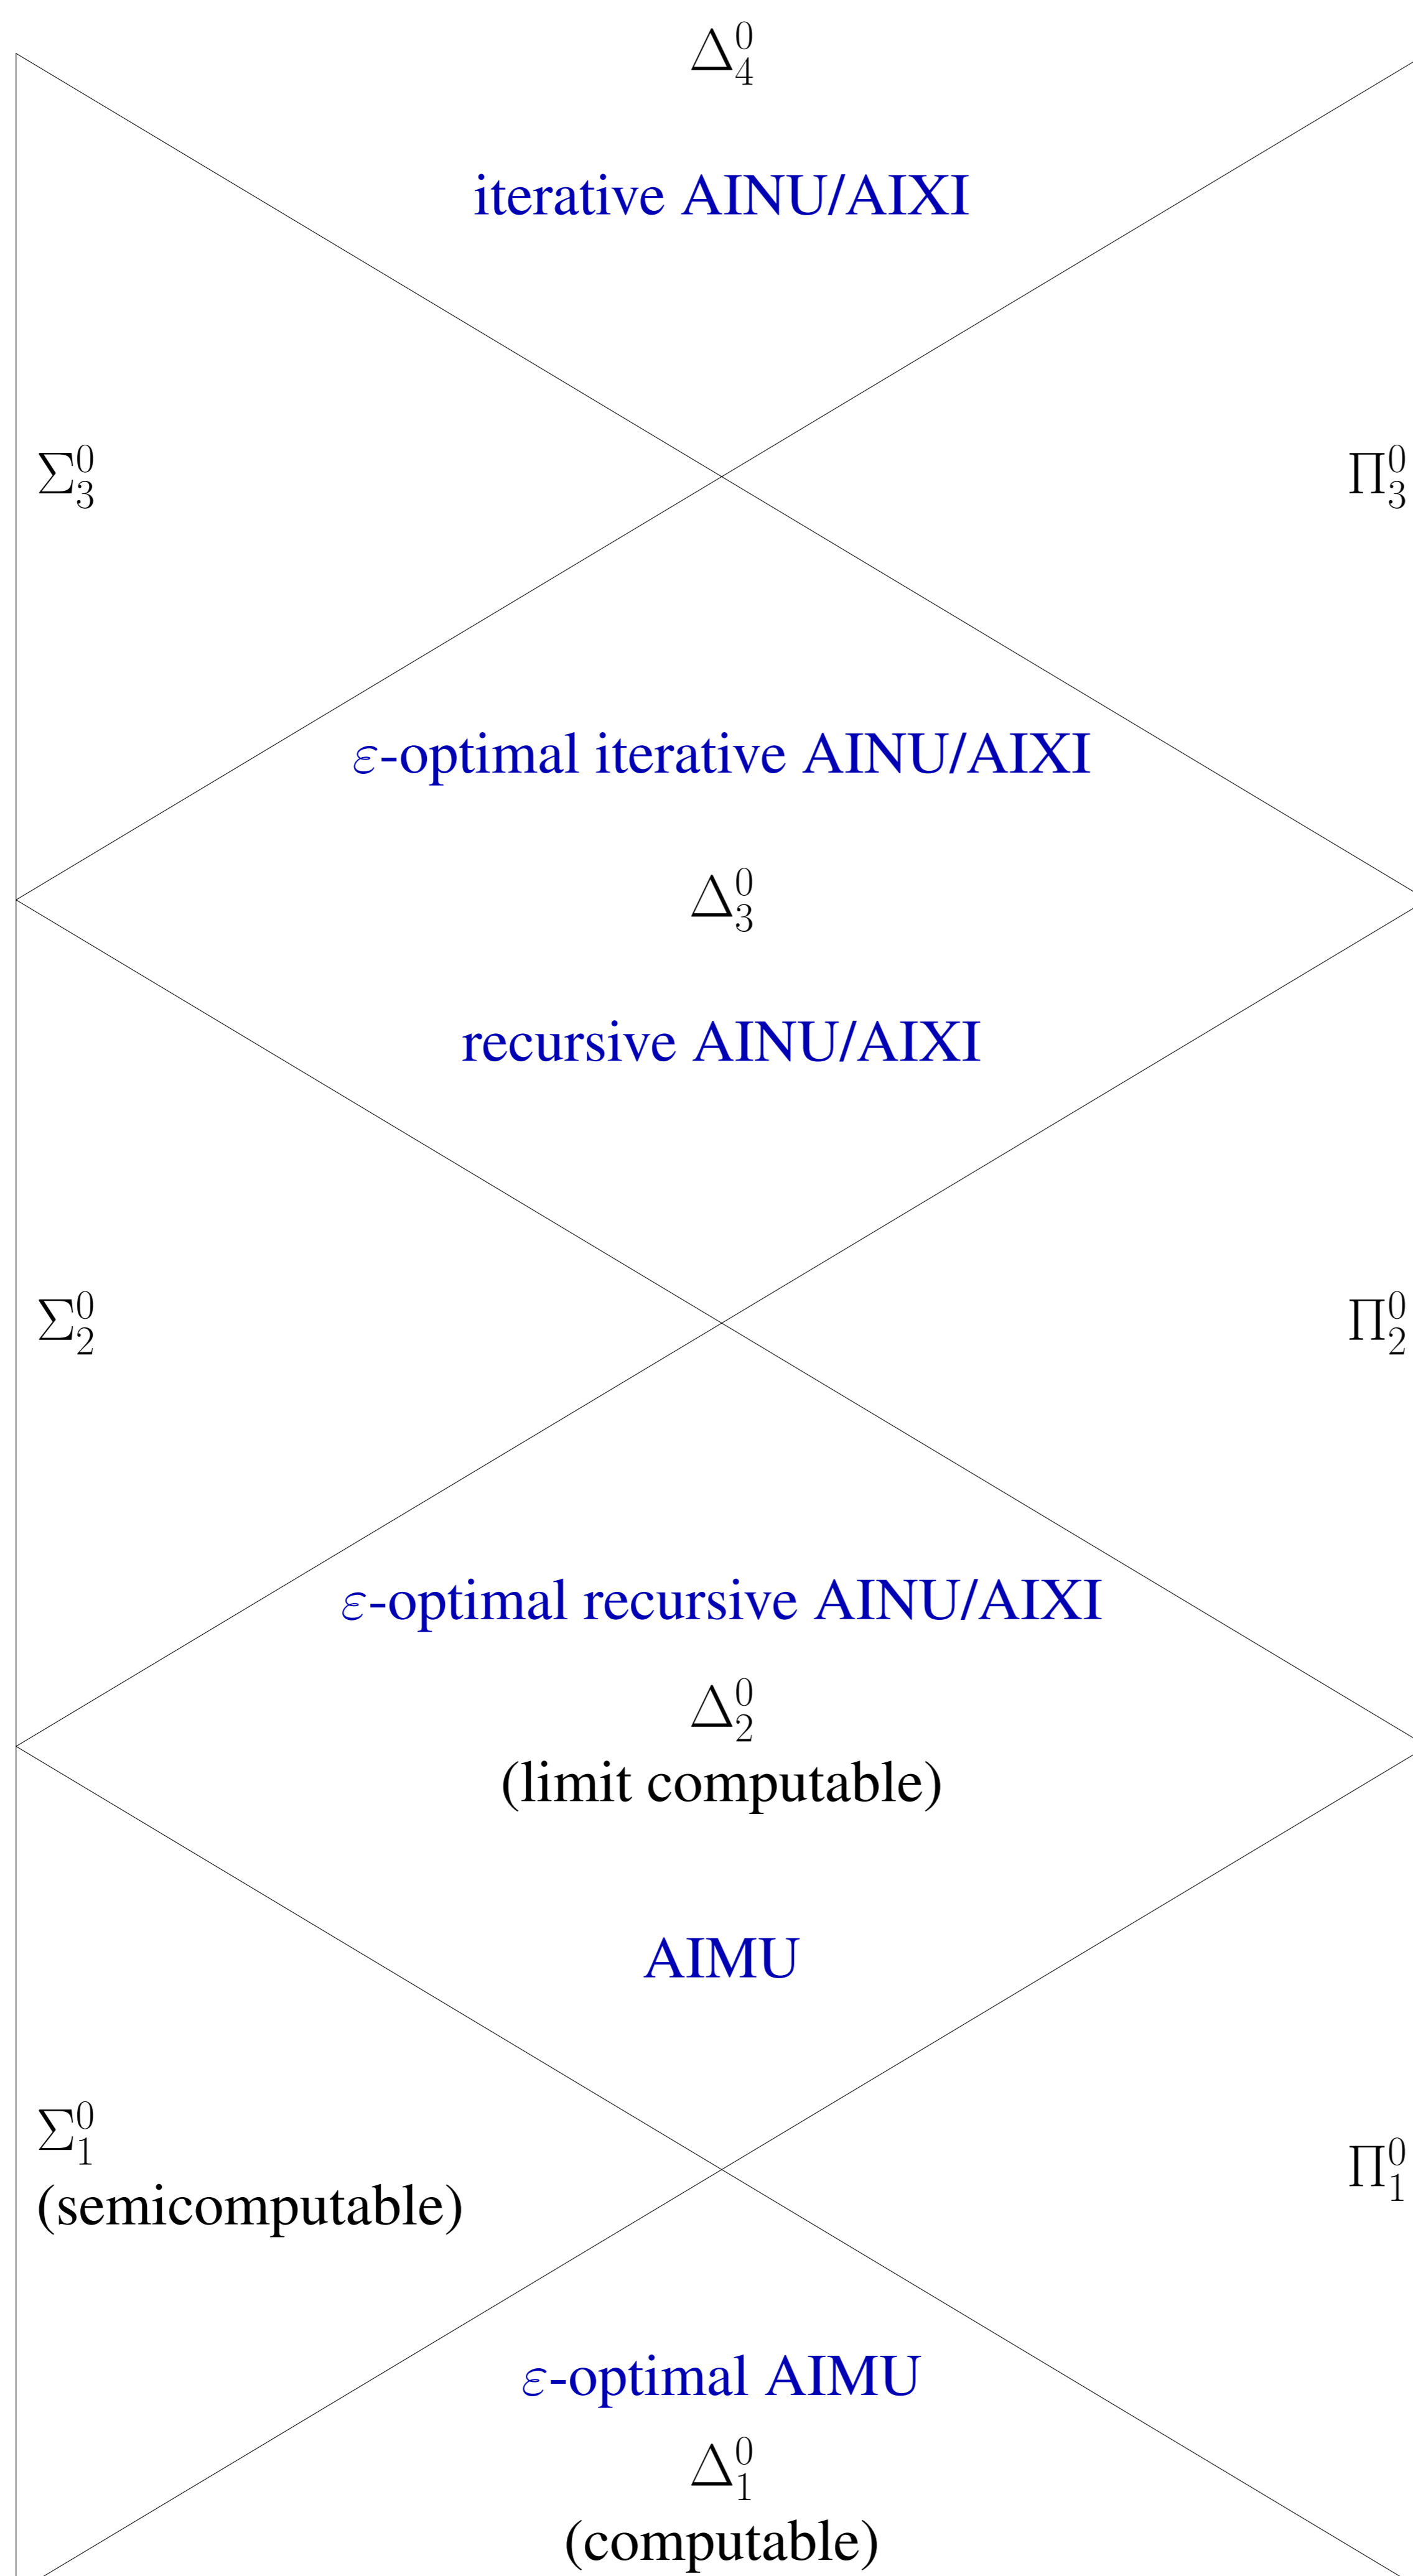 Δ⁰₄
iterative AINU/AIXI
Σ⁰₃
Π⁰₃
ε-optimal iterative AINU/AIXI
Δ⁰₃
recursive AINU/AIXI
Σ⁰₂
Π⁰₂
ε-optimal recursive AINU/AIXI
Δ⁰₂
(limit computable)
AIMU
Σ⁰₁
(semicomputable)
Π⁰₁
ε-optimal AIMU
Δ⁰₁
(computable)